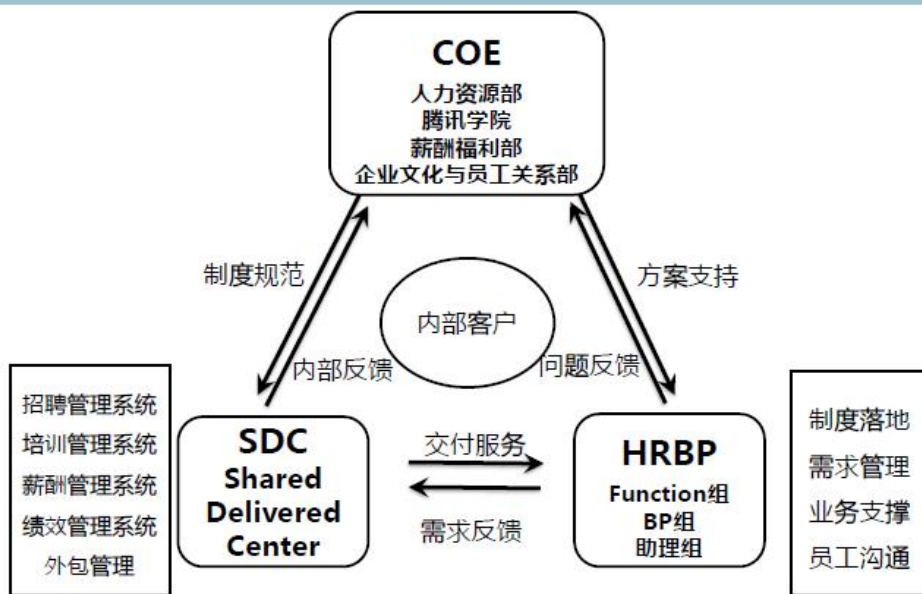 COE
人力资源部
腾讯学院
薪酬福利部
企业文化与员工关系部
制度规范
方案支持
内部客户
内部反馈
问题反馈
招聘管理系统
培训管理系统
薪酬管理系统
绩效管理系统
外包管理
SDC
Shared
Delivered
Center
交付服务
需求反馈
HRBP
Function组
BP组
助理组
制度落地
需求管理
业务支撑
员工沟通